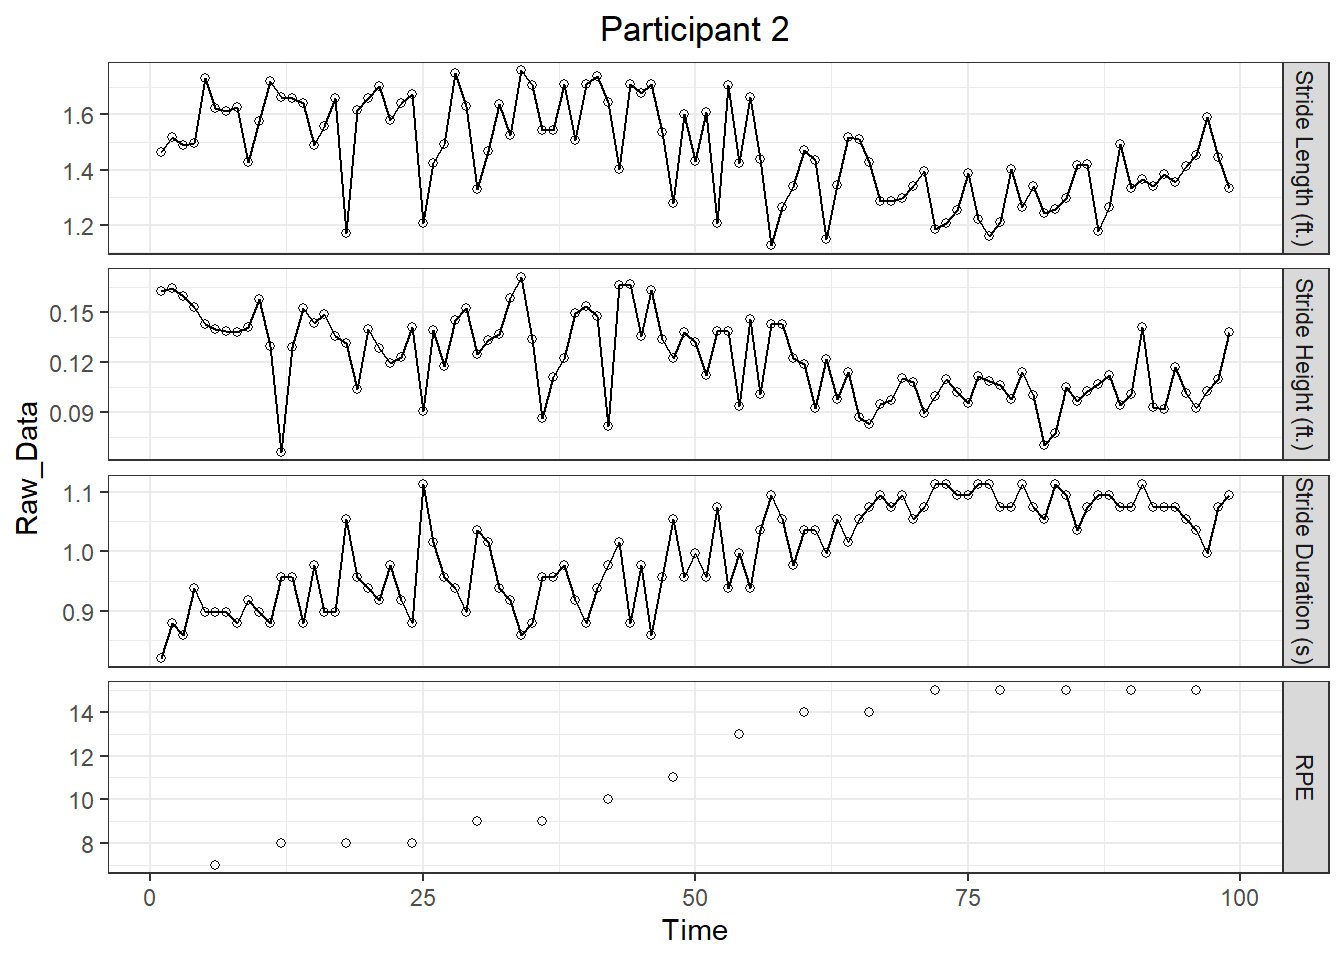 Participant 2
Raw_Data
1.6
1.4
1.2
Stride Length (ft.)
0.15
0.12
0.09
Stride Height (ft.)
1.1
1.0
0.9
Stride Duration (s)
14
12
10
8
RPE
0 25 50 75 100
Time